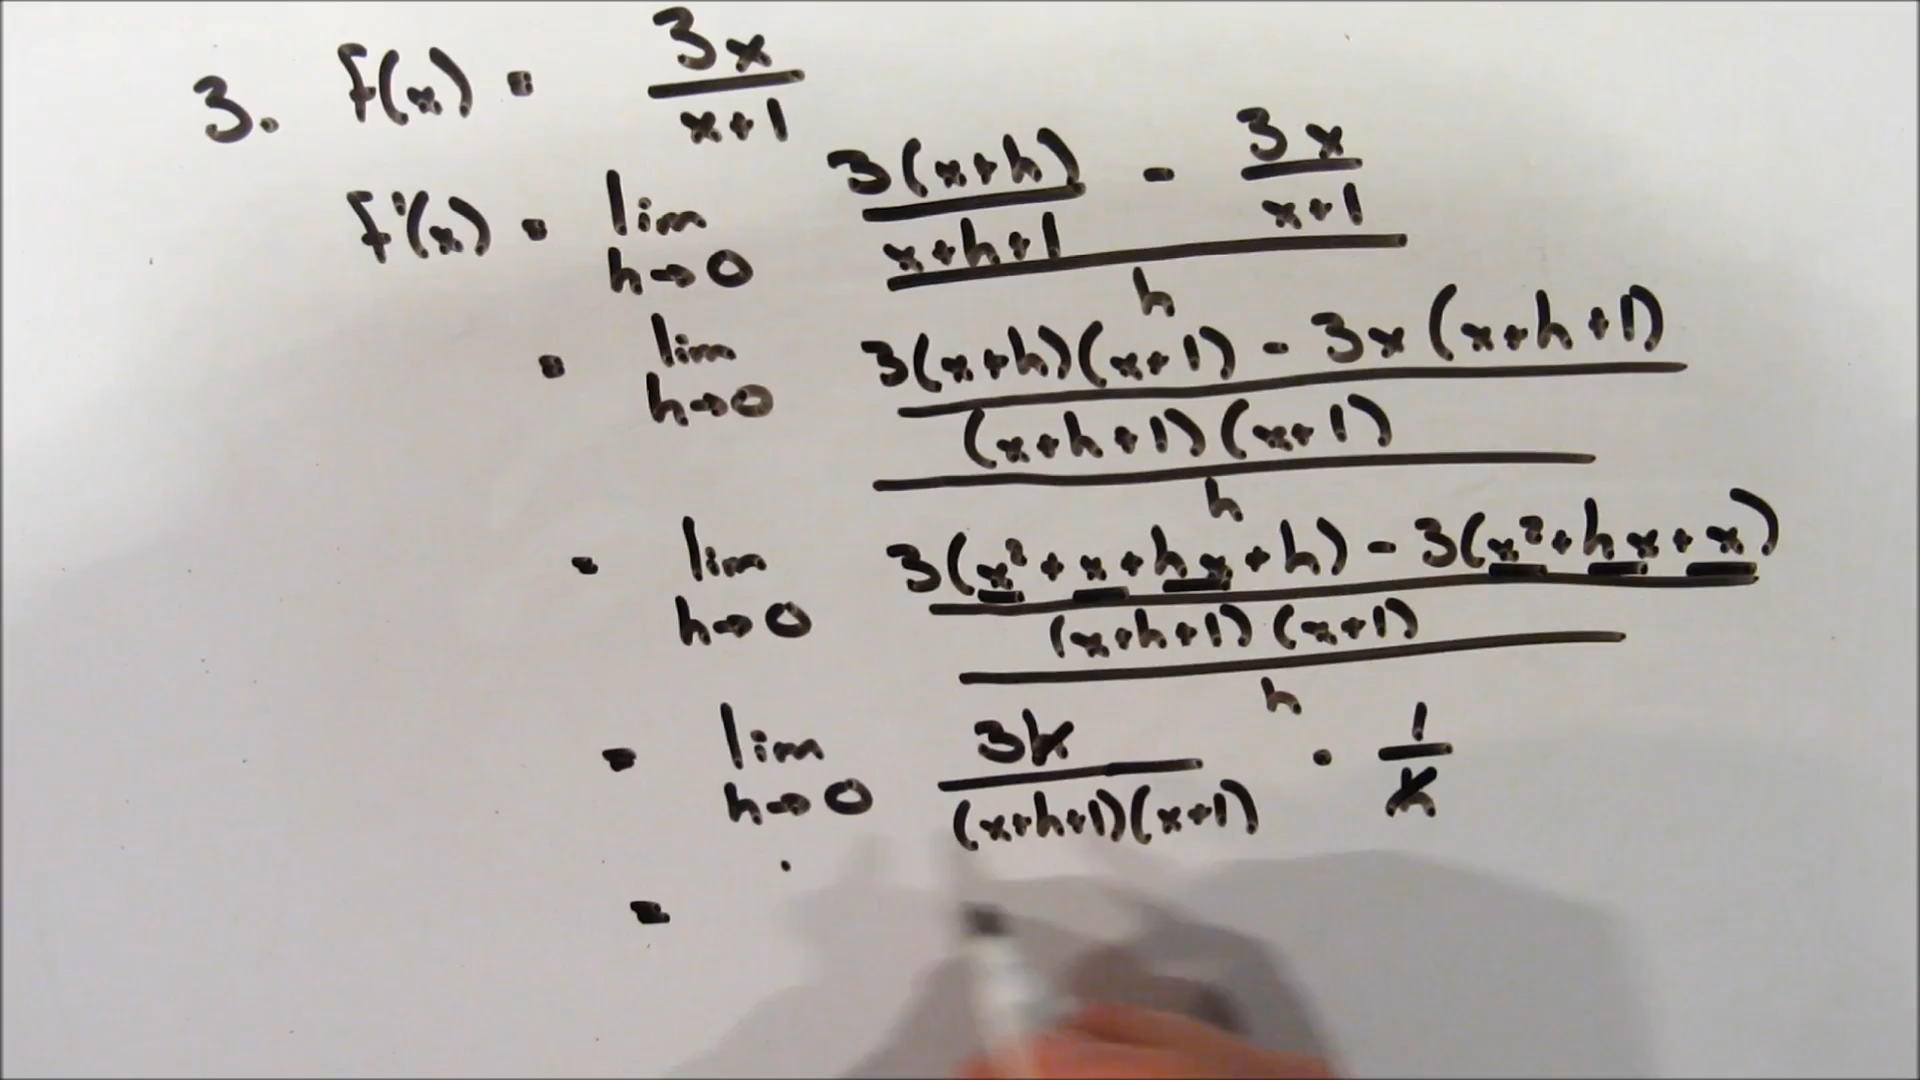 3. f(x) = 3x / x+1
f'(x) = lim h→0 3(x+h) / x+h+1 - 3x / x+1 / h
= lim h→0 3(x+h)(x+1) - 3x(x+h+1) / (x+h+1)(x+1) / h
= lim h→0 3(x²+x+hx+h) - 3(x²+hx+x) / (x+h+1)(x+1) / h
= lim h→0 3h / (x+h+1)(x+1) · 1 / h
=